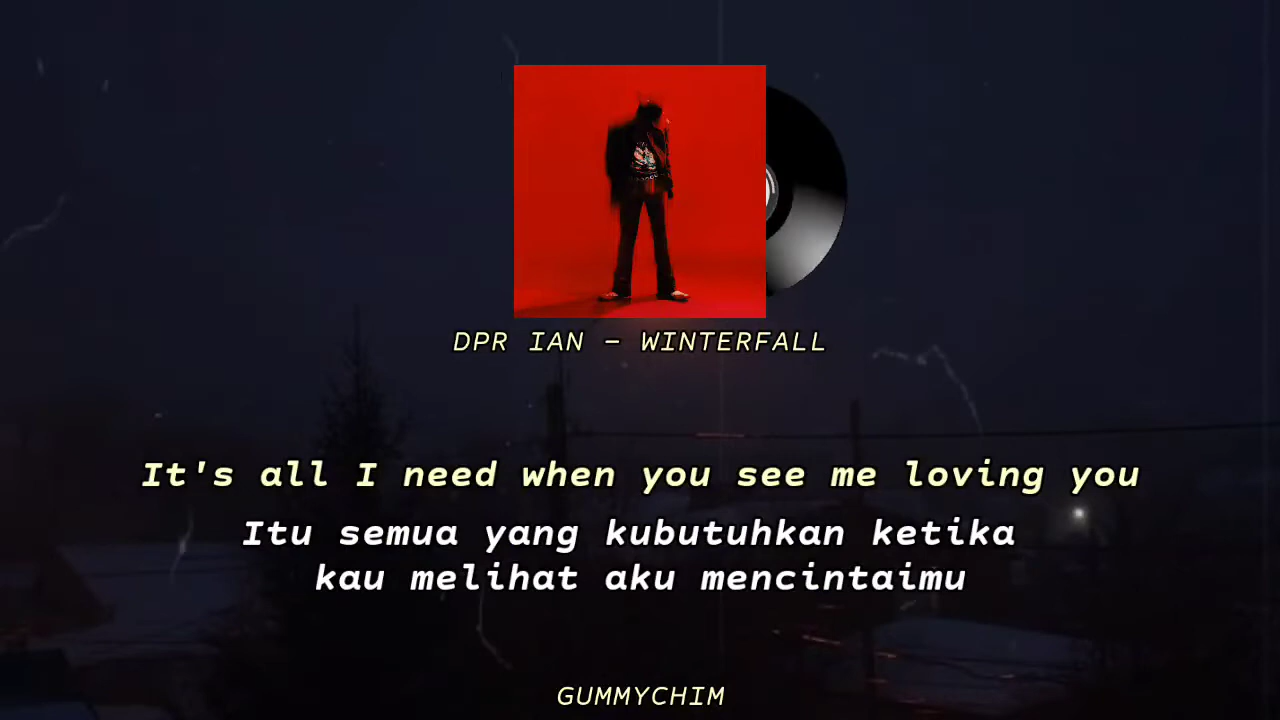 DPR IAN - WINTERFALL
It's all I need when you see me loving you
Itu semua yang kubutuhkan ketika
kau melihat aku mencintaimu
GUMMYCHIM